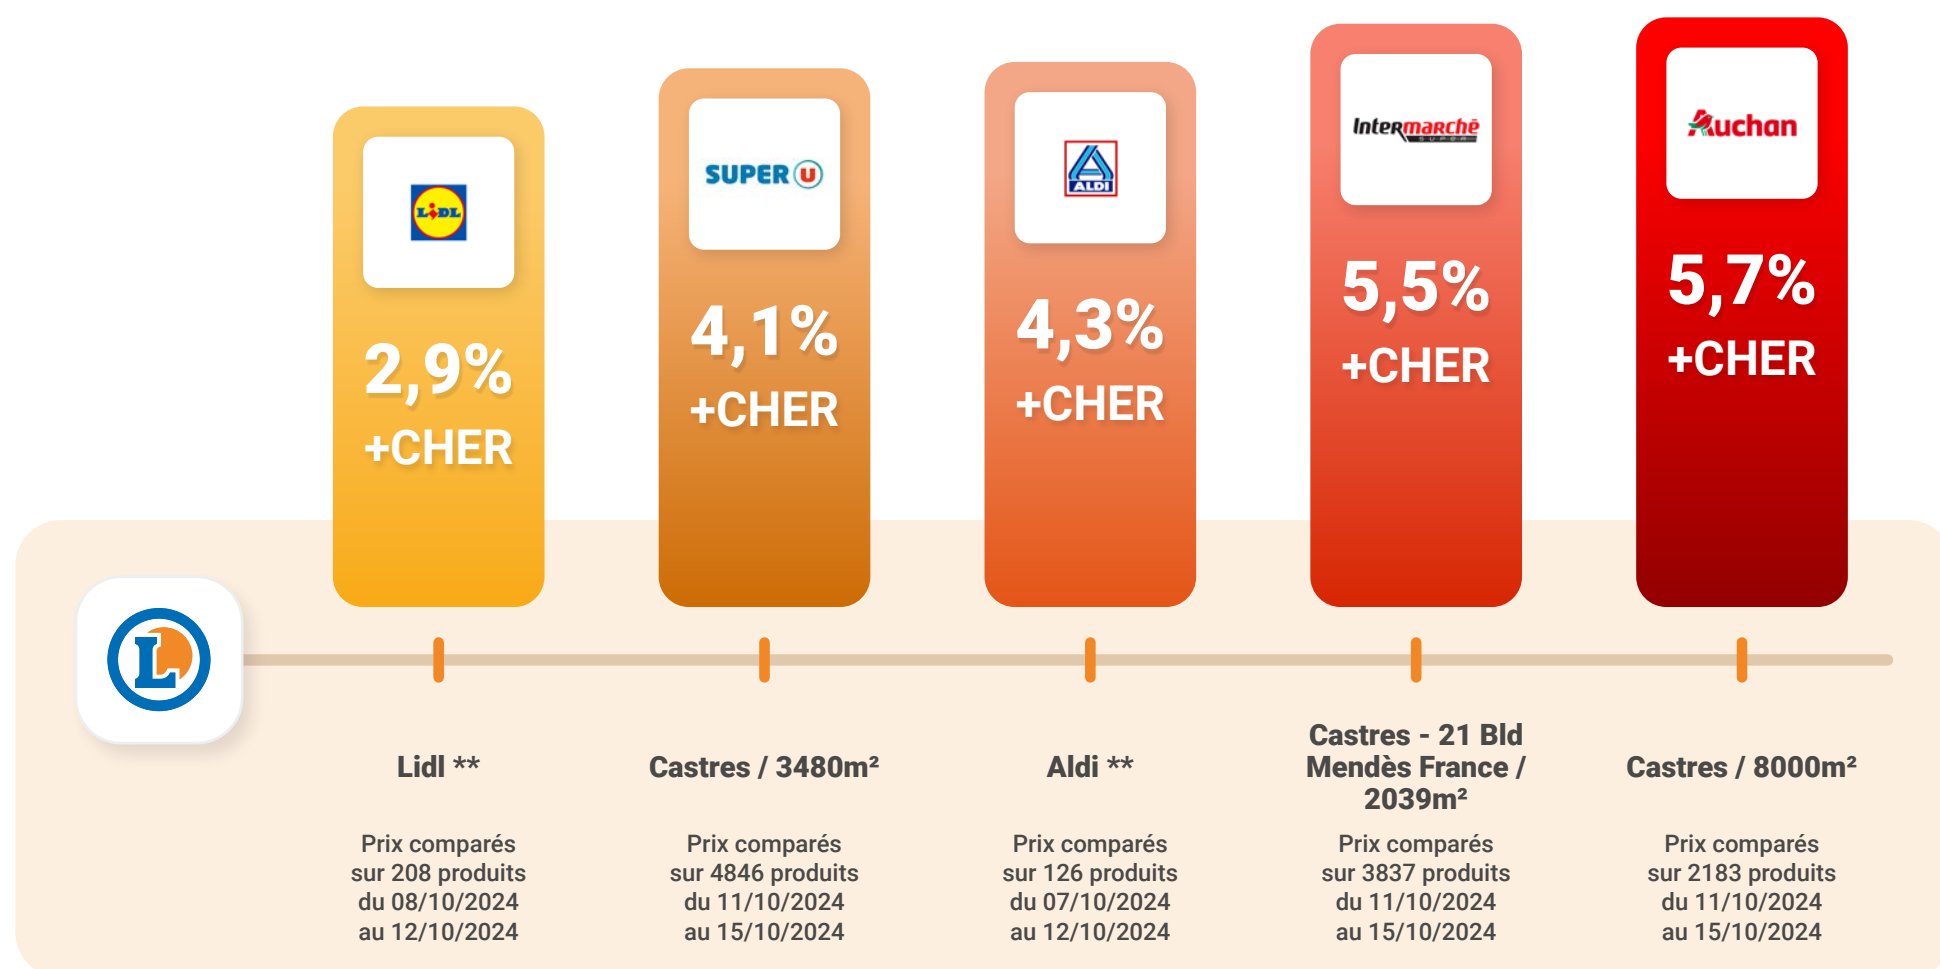 LIDL
2,9%
+CHER
SUPER U
4,1%
+CHER
ALDI
4,3%
+CHER
Intermarché
SUPER
5,5%
+CHER
Auchan
5,7%
+CHER
L
Lidl **
Prix comparés
sur 208 produits
du 08/10/2024
au 12/10/2024
Castres / 3480m²
Prix comparés
sur 4846 produits
du 11/10/2024
au 15/10/2024
Aldi **
Prix comparés
sur 126 produits
du 07/10/2024
au 12/10/2024
Castres - 21 Bld
Mendès France /
2039m²
Prix comparés
sur 3837 produits
du 11/10/2024
au 15/10/2024
Castres / 8000m²
Prix comparés
sur 2183 produits
du 11/10/2024
au 15/10/2024